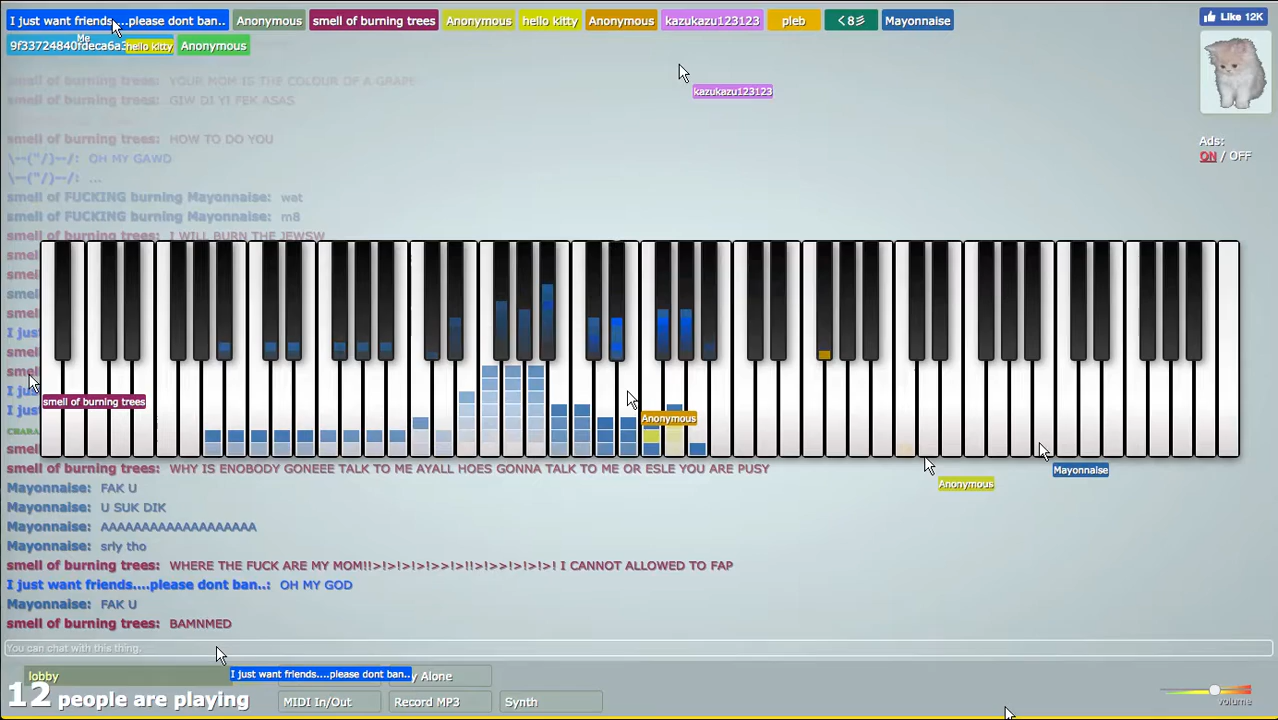 I just want friends....please dont ban.. Anonymous smell of burning trees Anonymous hello kitty Anonymous kazukazu123123 pleb <8彡 Mayonnaise
Like 12K
Me
hello kitty Anonymous
YOUR MOM IS THE COLOUR OF A GRAPE
kazukazu123123
smell of burning trees: GIW DI YI FEK ASAS
smell of burning trees: HOW TO DO YOU
Ads:
ON / OFF
\--("/)--/: OH MY GAWD
\--("/)--/: ...
smell of FUCKING burning Mayonnaise: wat
smell of FUCKING burning Mayonnaise: m8
smell of burning trees: I WILL BURN THE JEWSW
smell of burning trees
Anonymous
smell of burning trees: WHY IS ENOBODY GONEEE TALK TO ME AYALL HOES GONNA TALK TO ME OR ESLE YOU ARE PUSY
Mayonnaise
Anonymous
Mayonnaise: FAK U
Mayonnaise: U SUK DIK
Mayonnaise: AAAAAAAAAAAAAAAAAAA
Mayonnaise: srly tho
smell of burning trees: WHERE THE FUCK ARE MY MOM!!>!>!>!>>!>!!>!>>!>!>! I CANNOT ALLOWED TO FAP
I just want friends....please dont ban..: OH MY GOD
Mayonnaise: FAK U
smell of burning trees: BAMNMED
You can chat with this thing.
lobby
I just want friends....please dont ban..
Alone
12 people are playing
MIDI In/Out Record MP3 Synth
volume